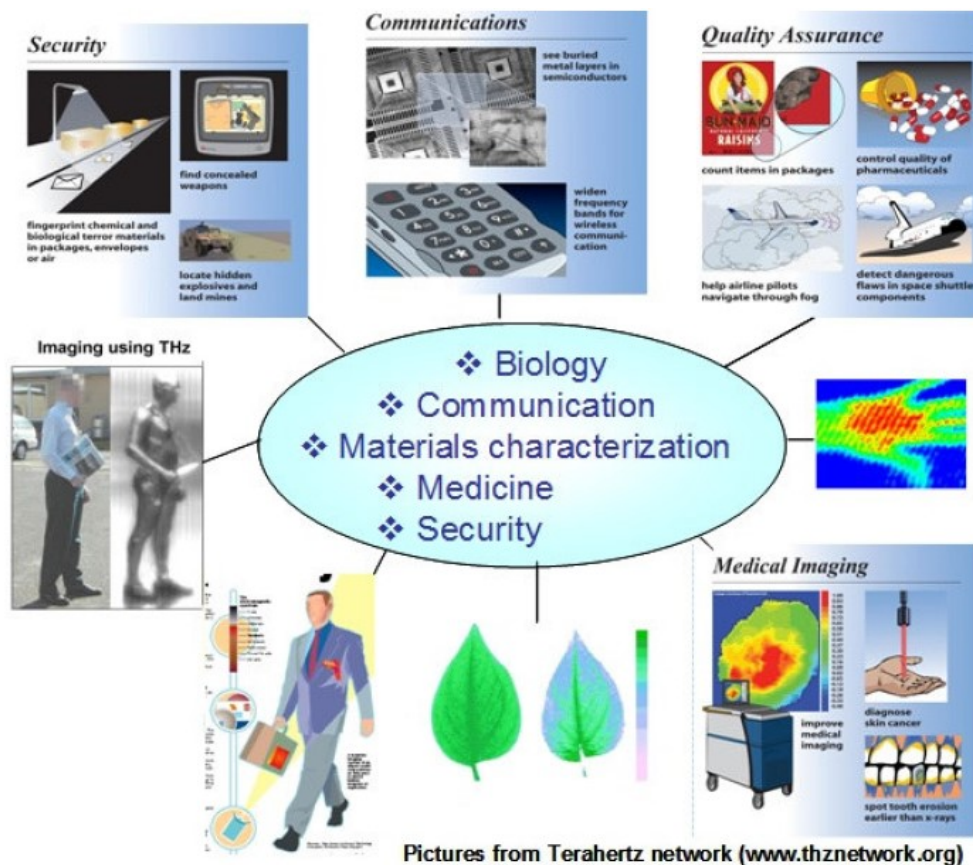 Security
find concealed
weapons
fingerprint chemical and
biological terror materials
in packages, envelopes
or air
locate hidden
explosives and
land mines
Communications
see buried
metal layers in
semiconductors
widen
frequency
bands for
wireless
communi-
cation
Quality Assurance
SUN-MAID
RAISINS
count items in packages
control quality of
pharmaceuticals
help airline pilots
navigate through fog
detect dangerous
flaws in space shuttle
components
Imaging using THz
❖ Biology
❖ Communication
❖ Materials characterization
❖ Medicine
❖ Security
Medical Imaging
improve
medical
imaging
diagnose
skin cancer
spot tooth erosion
earlier than x-rays
Pictures from Terahertz network (www.thznetwork.org)